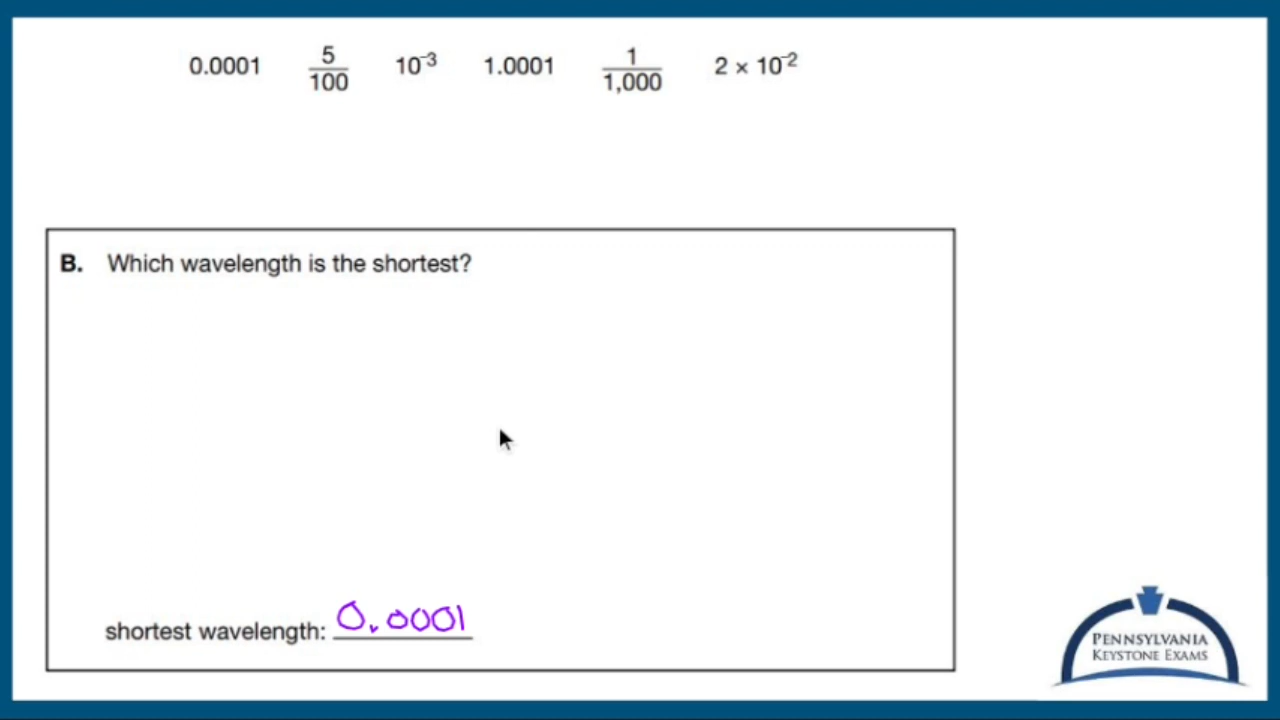 0.0001 5/100 10⁻³ 1.0001 1/1,000 2 × 10⁻²
B. Which wavelength is the shortest?
shortest wavelength: 0.0001
PENNSYLVANIA
KEYSTONE EXAMS